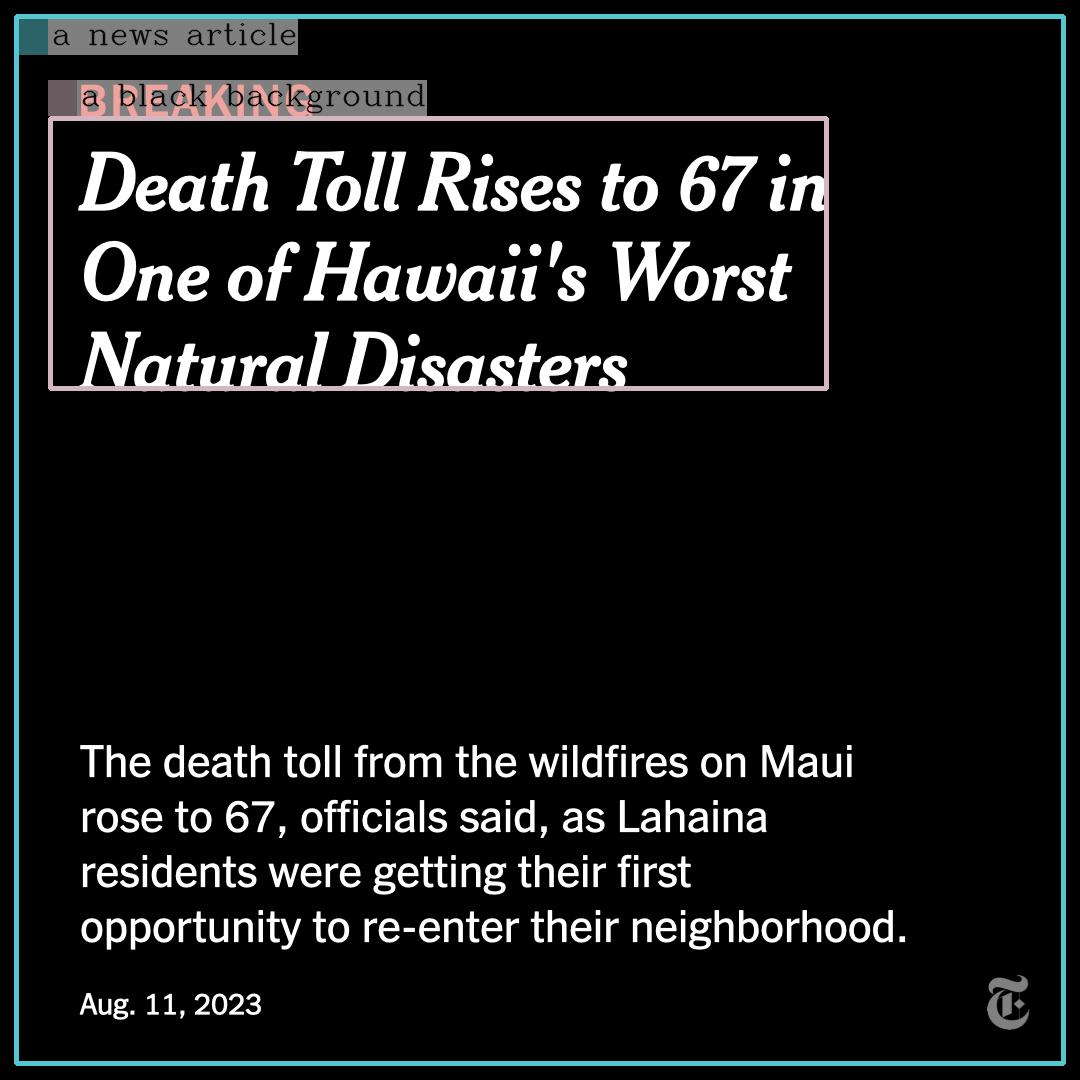 a news article
BREAKING
a black background
Death Toll Rises to 67 in
One of Hawaii's Worst
Natural Disasters
The death toll from the wildfires on Maui
rose to 67, officials said, as Lahaina
residents were getting their first
opportunity to re-enter their neighborhood.
Aug. 11, 2023
T